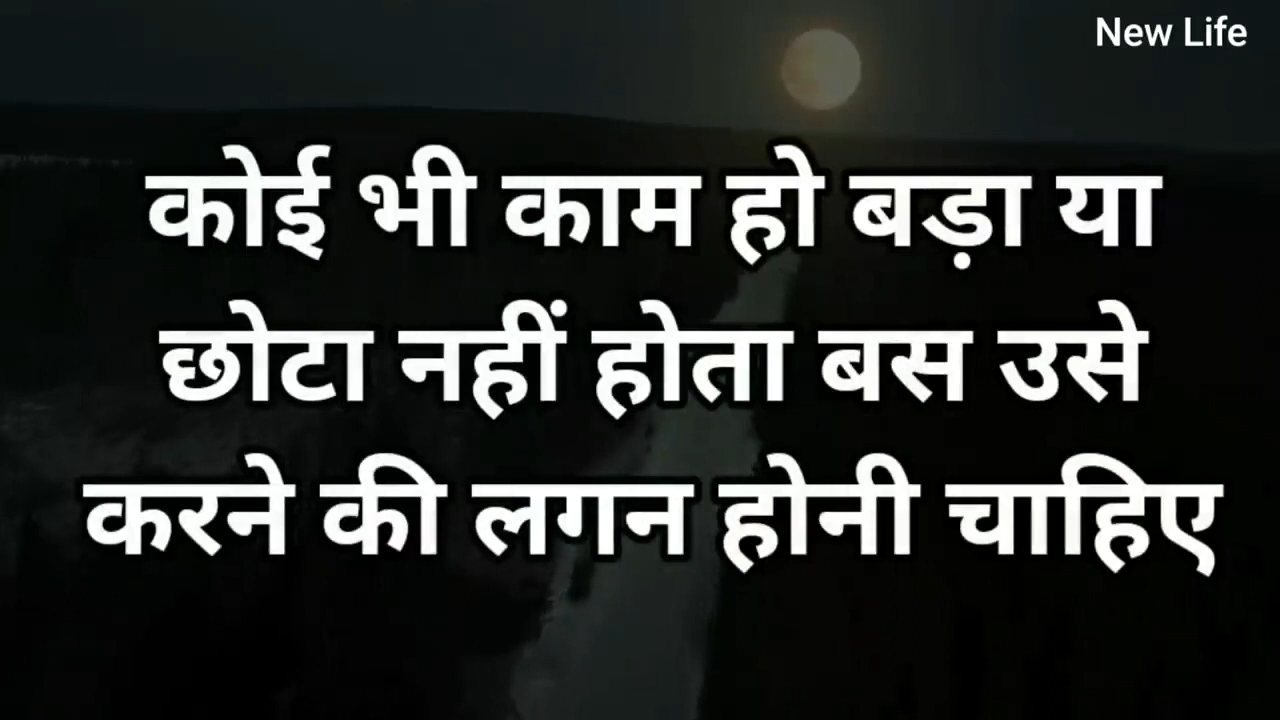 New Life
कोई भी काम हो बड़ा या
छोटा नहीं होता बस उसे
करने की लगन होनी चाहिए